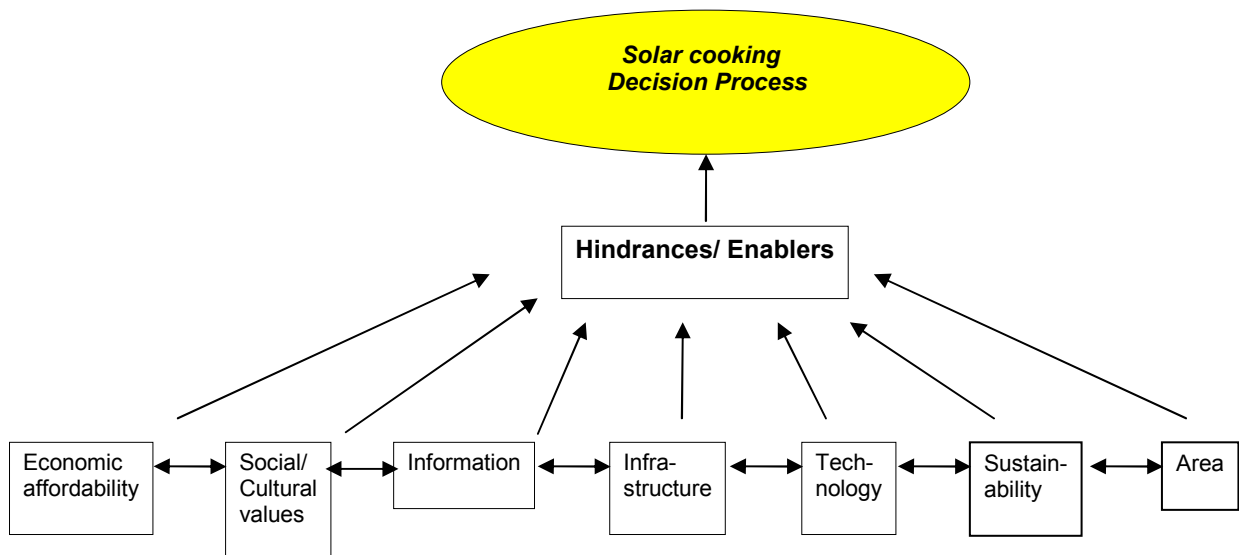 Solar cooking
Decision Process
Hindrances/ Enablers
Economic
affordability
Social/
Cultural
values
Information
Infra-
structure
Tech-
nology
Sustain-
ability
Area